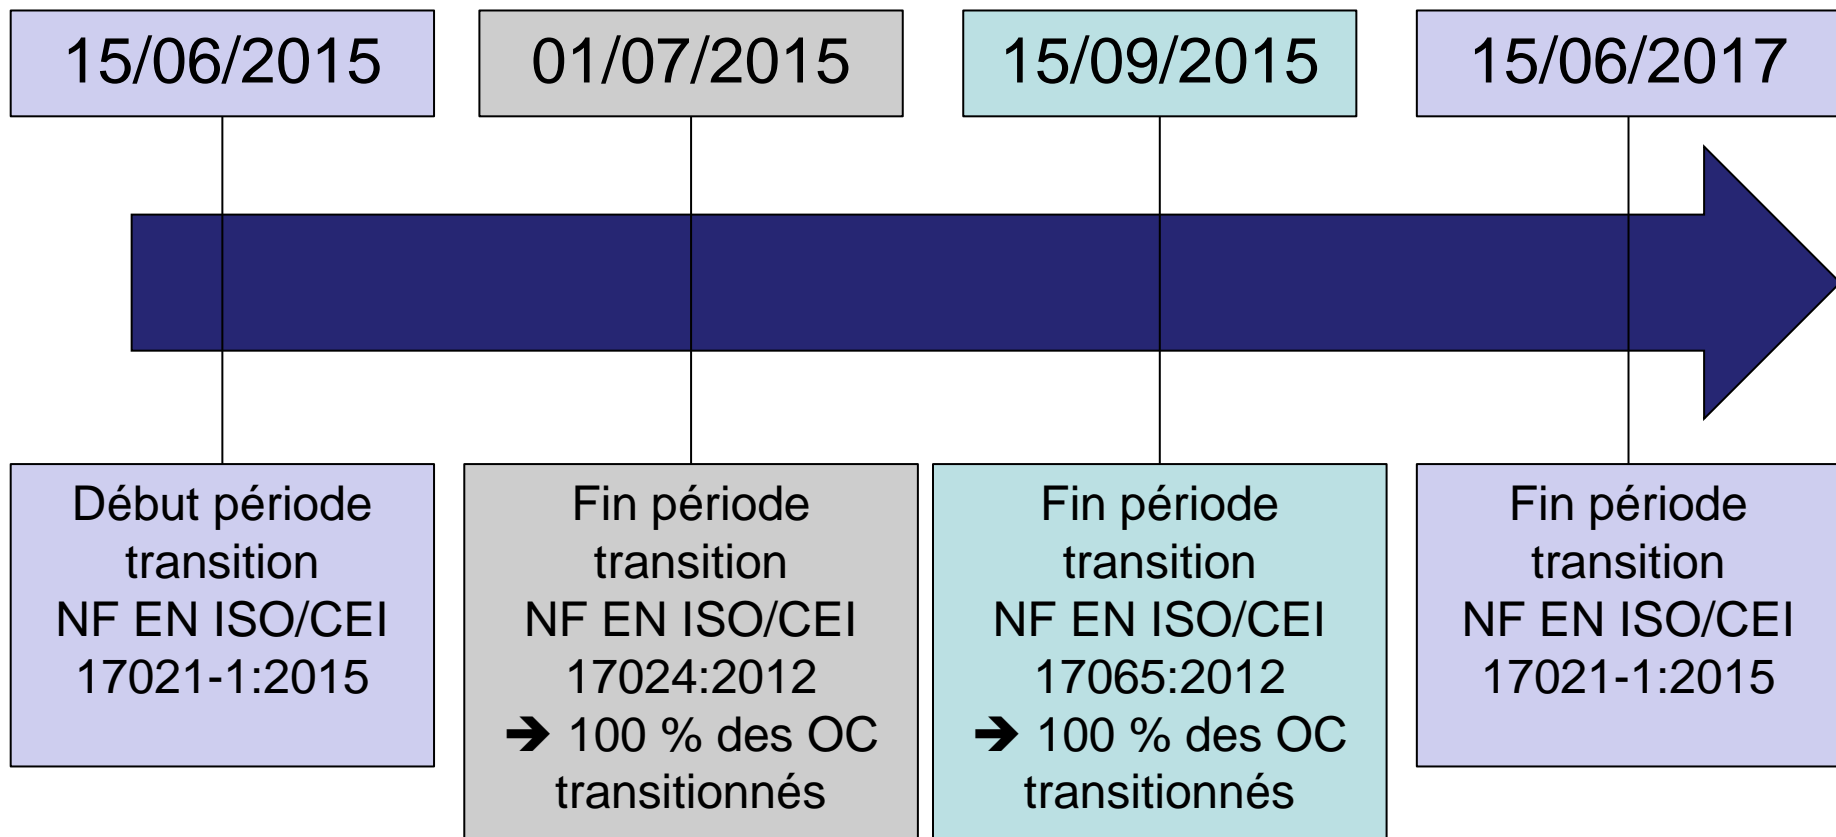 15/06/2015
01/07/2015
15/09/2015
15/06/2017
Début période
transition
NF EN ISO/CEI
17021-1:2015
Fin période
transition
NF EN ISO/CEI
17024:2012
➔ 100 % des OC
transitionnés
Fin période
transition
NF EN ISO/CEI
17065:2012
➔ 100 % des OC
transitionnés
Fin période
transition
NF EN ISO/CEI
17021-1:2015